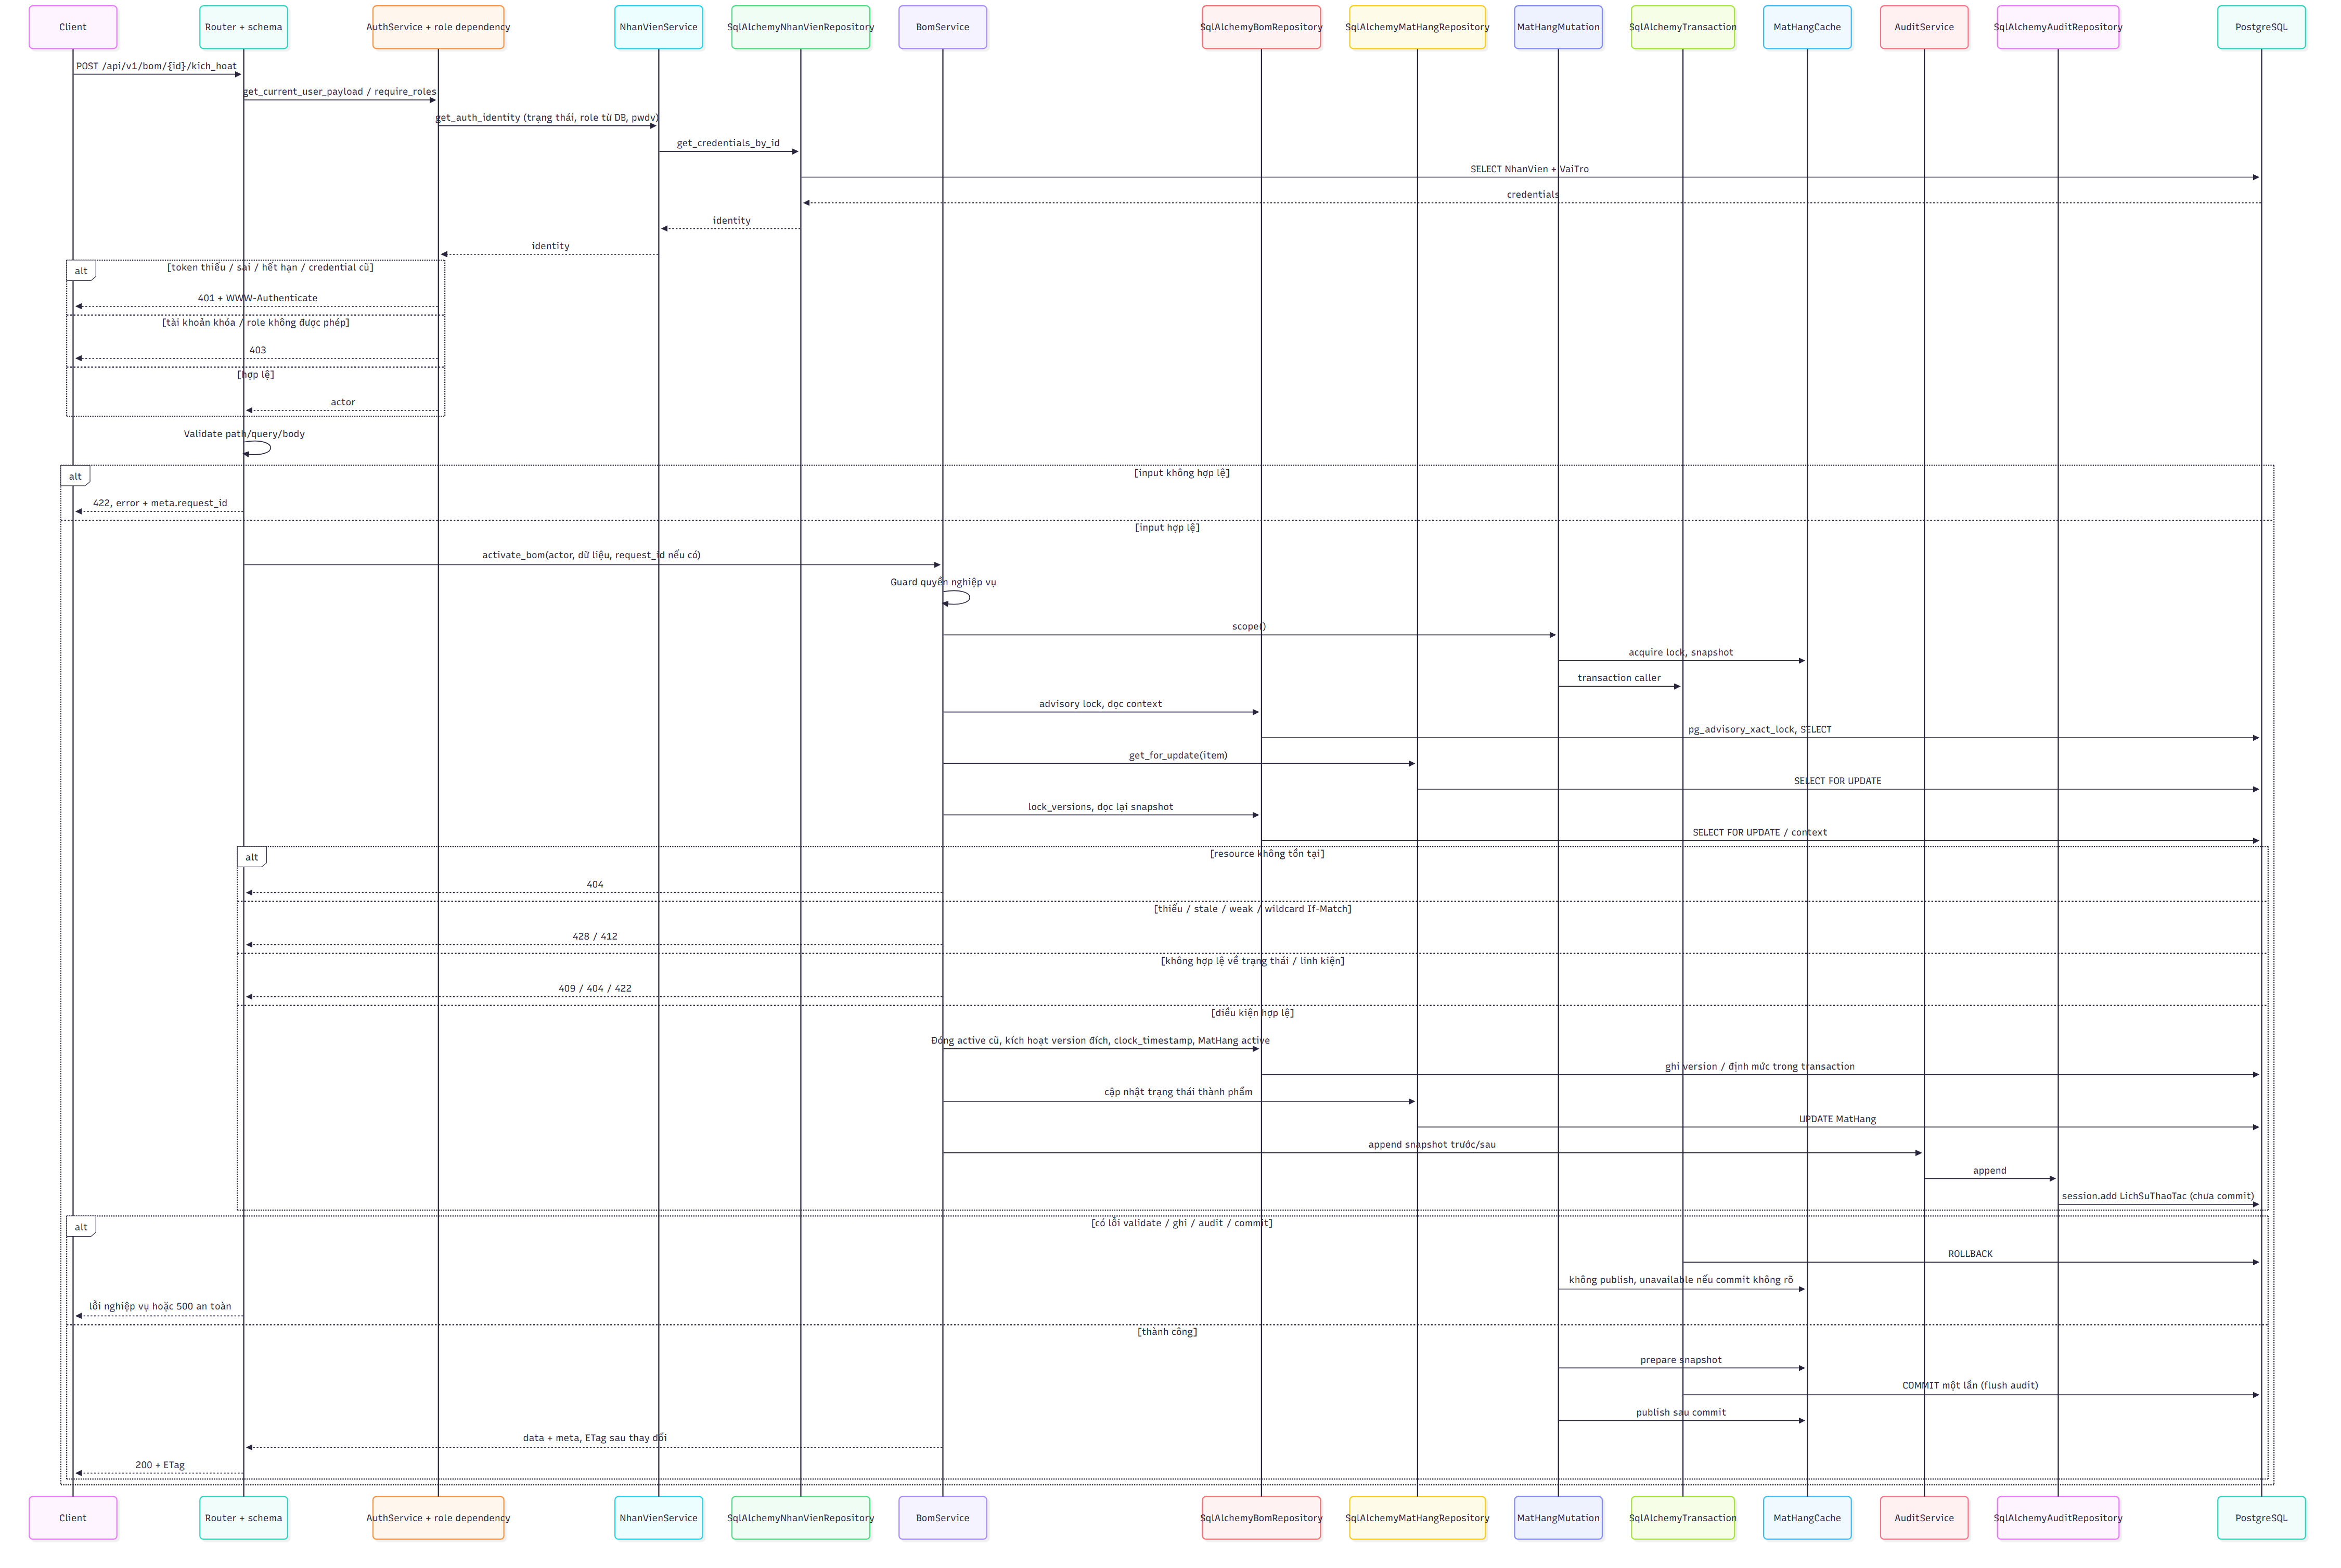 Client
Router + schema
AuthService + role dependency
NhanVienService
SqlAlchemyNhanVienRepository
BomService
SqlAlchemyBomRepository
SqlAlchemyMatHangRepository
MatHangMutation
SqlAlchemyTransaction
MatHangCache
AuditService
SqlAlchemyAuditRepository
PostgreSQL
POST /api/v1/bom/{id}/kich_hoat
get_current_user_payload / require_roles
get_auth_identity (trạng thái, role từ DB, pwdv)
get_credentials_by_id
SELECT NhanVien + VaiTro
credentials
identity
identity
alt
[token thiếu / sai / hết hạn / credential cũ]
401 + WWW-Authenticate
[tài khoản khóa / role không được phép]
403
[hợp lệ]
actor
Validate path/query/body
alt
[input không hợp lệ]
422, error + meta.request_id
[input hợp lệ]
activate_bom(actor, dữ liệu, request_id nếu có)
Guard quyền nghiệp vụ
scope()
acquire lock, snapshot
transaction caller
advisory lock, đọc context
pg_advisory_xact_lock, SELECT
get_for_update(item)
SELECT FOR UPDATE
lock_versions, đọc lại snapshot
SELECT FOR UPDATE / context
alt
[resource không tồn tại]
404
[thiếu / stale / weak / wildcard If-Match]
428 / 412
[không hợp lệ về trạng thái / linh kiện]
409 / 404 / 422
[điều kiện hợp lệ]
Đóng active cũ, kích hoạt version đích, clock_timestamp, MatHang active
ghi version / định mức trong transaction
cập nhật trạng thái thành phẩm
UPDATE MatHang
append snapshot trước/sau
append
session.add LichSuThaoTac (chưa commit)
alt
[có lỗi validate / ghi / audit / commit]
ROLLBACK
không publish, unavailable nếu commit không rõ
lỗi nghiệp vụ hoặc 500 an toàn
[thành công]
prepare snapshot
COMMIT một lần (flush audit)
publish sau commit
data + meta, ETag sau thay đổi
200 + ETag
Client
Router + schema
AuthService + role dependency
NhanVienService
SqlAlchemyNhanVienRepository
BomService
SqlAlchemyBomRepository
SqlAlchemyMatHangRepository
MatHangMutation
SqlAlchemyTransaction
MatHangCache
AuditService
SqlAlchemyAuditRepository
PostgreSQL